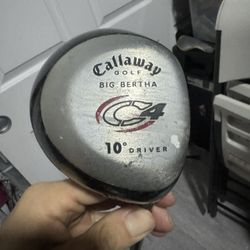 Callaway
GOLF
BIG BERTHA
C4
10° DRIVER